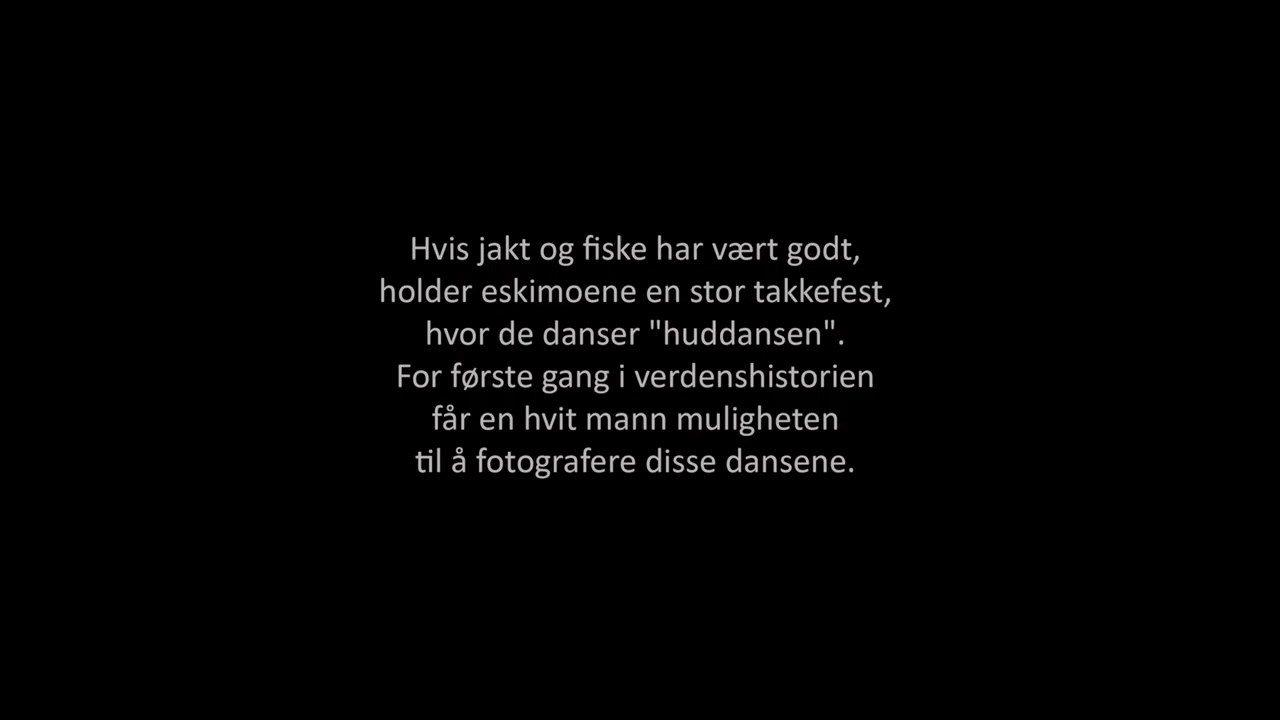 Hvis jakt og fiske har vært godt,
holder eskimoene en stor takkefest,
hvor de danser "huddansen".
For første gang i verdenshistorien
får en hvit mann muligheten
til å fotografere disse dansene.